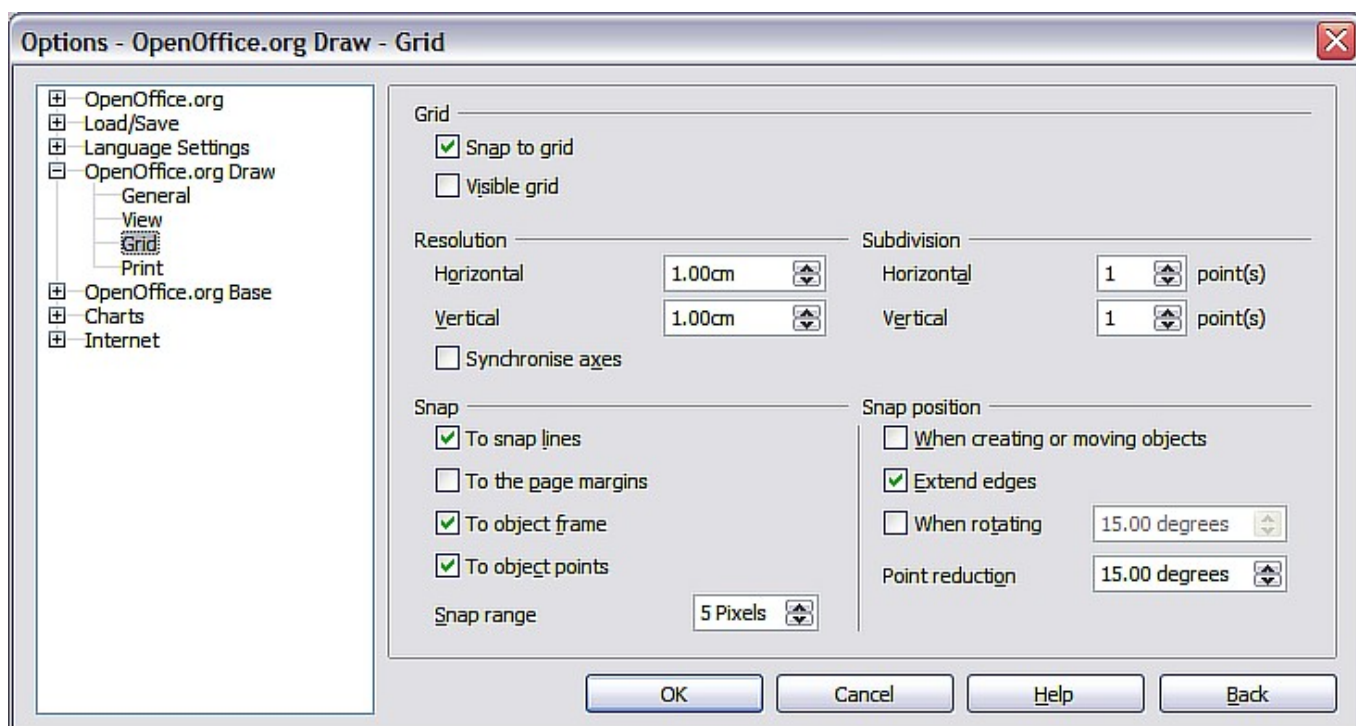 Options - OpenOffice.org Draw - Grid
OpenOffice.org
Load/Save
Language Settings
OpenOffice.org Draw
General
View
Grid
Print
OpenOffice.org Base
Charts
Internet
Grid
Snap to grid
Visible grid
Resolution
Horizontal 1.00cm
Vertical 1.00cm
Synchronise axes
Subdivision
Horizontal 1 point(s)
Vertical 1 point(s)
Snap
To snap lines
To the page margins
To object frame
To object points
Snap range 5 Pixels
Snap position
When creating or moving objects
Extend edges
When rotating 15.00 degrees
Point reduction 15.00 degrees
OK Cancel Help Back